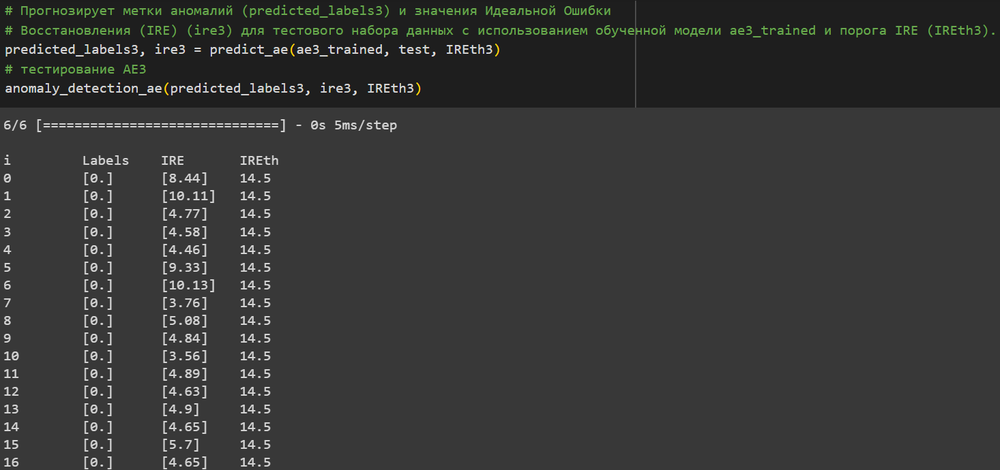 # Прогнозирует метки аномалий (predicted_labels3) и значения Идеальной Ошибки
# Восстановления (IRE) (ire3) для тестового набора данных с использованием обученной модели ae3_trained и порога IRE (IREth3).
predicted_labels3, ire3 = predict_ae(ae3_trained, test, IREth3)
# тестирование AE3
anomaly_detection_ae(predicted_labels3, ire3, IREth3)
6/6 [==============================] - 0s 5ms/step
i Labels IRE IREth
0 [0.] [8.44] 14.5
1 [0.] [10.11] 14.5
2 [0.] [4.77] 14.5
3 [0.] [4.58] 14.5
4 [0.] [4.46] 14.5
5 [0.] [9.33] 14.5
6 [0.] [10.13] 14.5
7 [0.] [3.76] 14.5
8 [0.] [5.08] 14.5
9 [0.] [4.84] 14.5
10 [0.] [3.56] 14.5
11 [0.] [4.89] 14.5
12 [0.] [4.63] 14.5
13 [0.] [4.9] 14.5
14 [0.] [4.65] 14.5
15 [0.] [5.7] 14.5
16 [0.] [4.65] 14.5